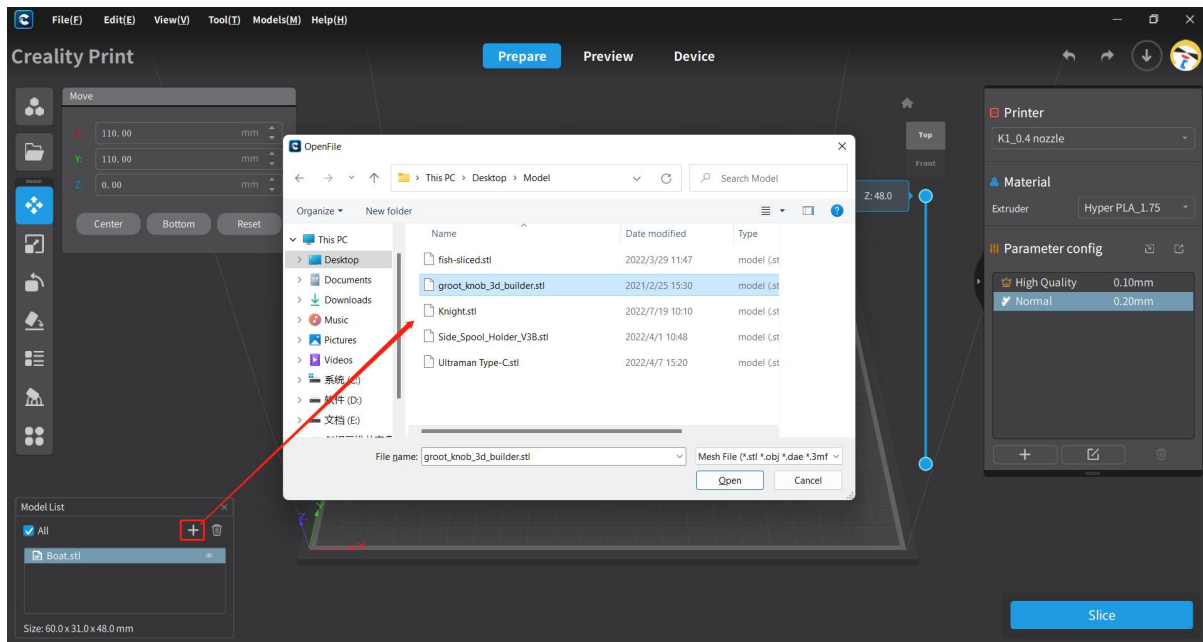 File(F) Edit(E) View(V) Tool(T) Models(M) Help(H)
Creality Print
Prepare Preview Device
Move
X: 110.00 mm
Y: 110.00 mm
Z: 0.00 mm
Center Bottom Reset
OpenFile
This PC > Desktop > Model
Search Model
Organize New folder
This PC
Desktop
Documents
Downloads
Music
Pictures
Videos
系统 (C:)
软件 (D:)
文档 (E:)
Name Date modified Type
fish-sliced.stl 2022/3/29 11:47 model (.st
groot_knob_3d_builder.stl 2021/2/25 15:30 model (.st
Knight.stl 2022/7/19 10:10 model (.st
Side_Spool_Holder_V3B.stl 2022/4/1 10:48 model (.st
Ultraman Type-C.stl 2022/4/7 15:20 model (.st
File name: groot_knob_3d_builder.stl Mesh File (*.stl *.obj *.dae *.3mf
Open Cancel
Top
Front
Z: 48.0
Printer
K1_0.4 nozzle
Material
Extruder Hyper PLA_1.75
Parameter config
High Quality 0.10mm
Normal 0.20mm
Model List
All
Boat.stl
Size: 60.0 x 31.0 x 48.0 mm
Z Y X
Slice